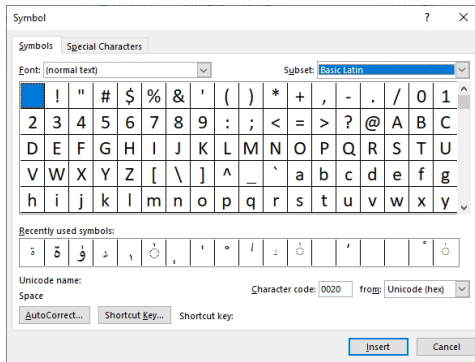 Symbol ? ×
Symbols Special Characters
Font: (normal text) Subset: Basic Latin
! " # $ % & ' ( ) * + , - . / 0 1
2 3 4 5 6 7 8 9 : ; < = > ? @ A B C
D E F G H I J K L M N O P Q R S T U
V W X Y Z [ \ ] ^ _ ` a b c d e f g
h i j k l m n o p q r s t u v w x y
Recently used symbols:
Unicode name:
Space
Character code: 0020 from: Unicode (hex)
AutoCorrect... Shortcut Key... Shortcut key:
Insert Cancel